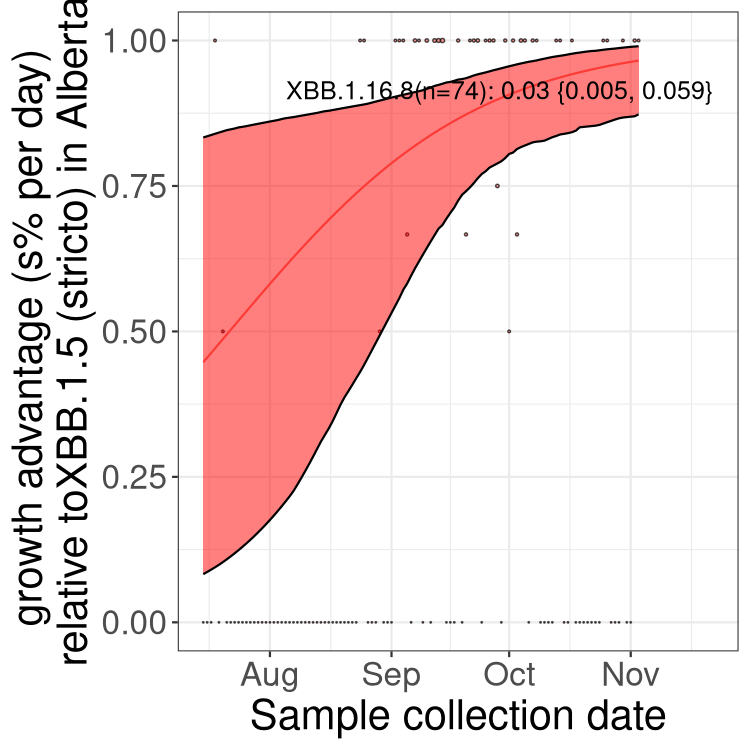 growth advantage (s% per day)
relative toXBB.1.5 (stricto) in Alberta
1.00
0.75
0.50
0.25
0.00
XBB.1.16.8(n=74): 0.03 {0.005, 0.059}
Aug Sep Oct Nov
Sample collection date